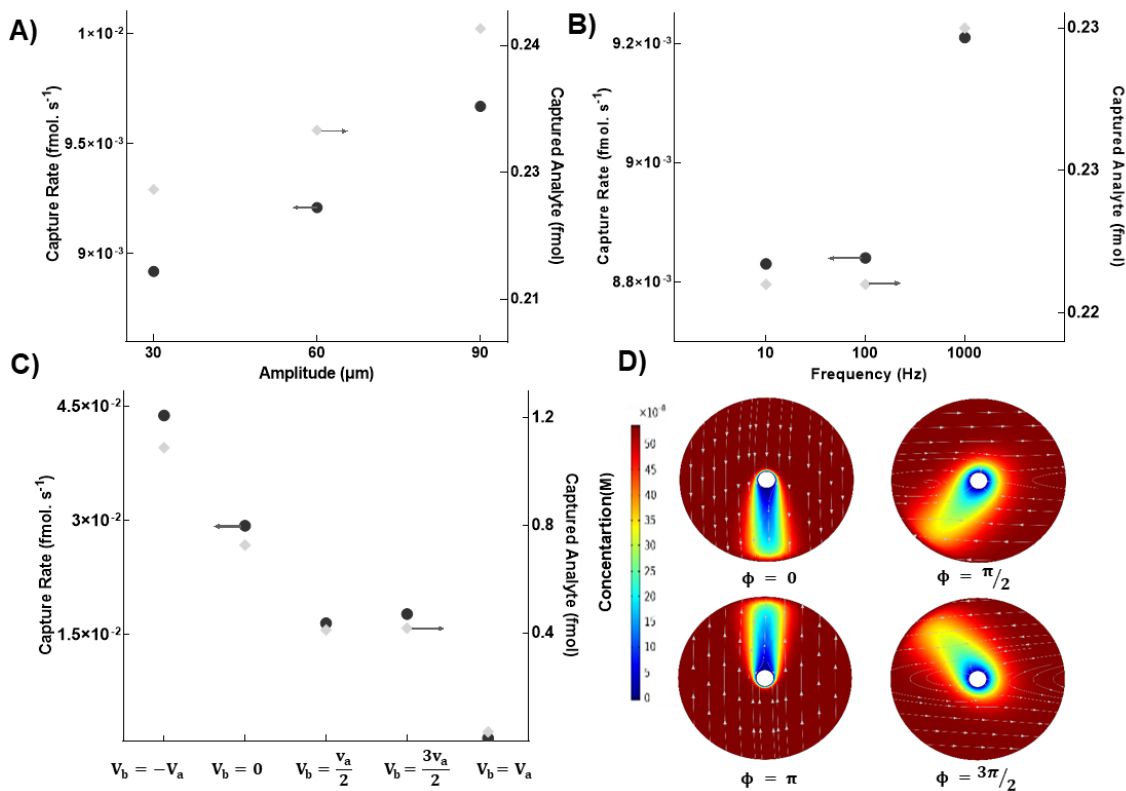 A)
1×10⁻²
9.5×10⁻³
9×10⁻³
Capture Rate (fmol. s⁻¹)
0.24
0.23
0.21
Captured Analyte (fmol)
30
60
90
Amplitude (μm)
B)
9.2×10⁻³
9×10⁻³
8.8×10⁻³
Capture Rate (fmol. s⁻¹)
0.23
0.23
0.22
Captured Analyte (fmol)
10
100
1000
Frequency (Hz)
C)
4.5×10⁻²
3×10⁻²
1.5×10⁻²
Capture Rate (fmol. s⁻¹)
1.2
0.8
0.4
Captured Analyte (fmol)
V_b = −V_a
V_b = 0
V_b = v_a/2
V_b = 3v_a/2
V_b = V_a
D)
×10⁻⁸
50
45
40
35
30
25
20
15
10
5
0
Concentartion(M)
ϕ = 0
ϕ = π/2
ϕ = π
ϕ = 3π/2